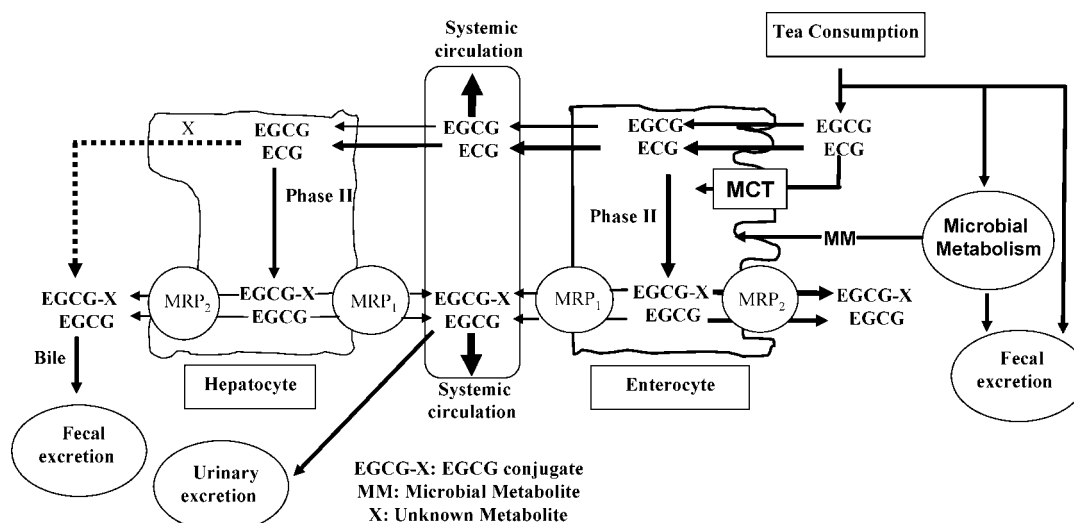 Tea Consumption
Systemic
circulation
X
EGCG
ECG
EGCG
ECG
EGCG
ECG
EGCG
ECG
MCT
Phase II
Phase II
Microbial
Metabolism
MM
EGCG-X
EGCG
MRP2
EGCG-X
EGCG
MRP1
EGCG-X
EGCG
MRP1
EGCG-X
EGCG
MRP2
EGCG-X
EGCG
Bile
Hepatocyte
Systemic
circulation
Enterocyte
Fecal
excretion
Fecal
excretion
Urinary
excretion
EGCG-X: EGCG conjugate
MM: Microbial Metabolite
X: Unknown Metabolite